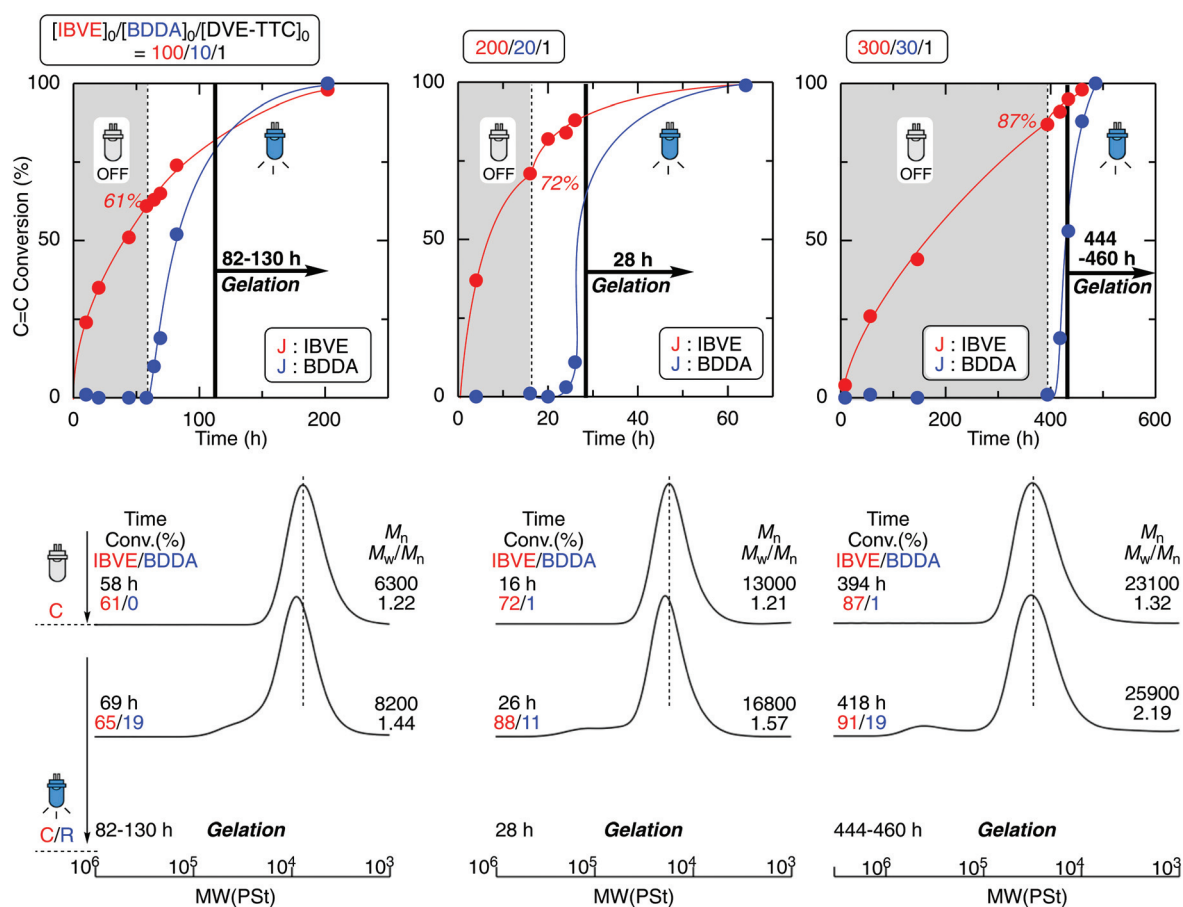 [IBVE]0/[BDDA]0/[DVE-TTC]0
= 100/10/1
200/20/1
300/30/1
C=C Conversion (%)
100
50
0
OFF
61%
82-130 h
Gelation
J : IBVE
J : BDDA
0
100
200
Time (h)
100
50
0
OFF
72%
28 h
Gelation
J : IBVE
J : BDDA
0
20
40
60
Time (h)
100
50
0
OFF
87%
444
-460 h
Gelation
J : IBVE
J : BDDA
0
200
400
600
Time (h)
C
C/R
Time
Conv.(%)
IBVE/BDDA
58 h
61/0
Mn
Mw/Mn
6300
1.22
69 h
65/19
8200
1.44
82-130 h
Gelation
10^6
10^5
10^4
10^3
MW(PSt)
Time
Conv.(%)
IBVE/BDDA
16 h
72/1
Mn
Mw/Mn
13000
1.21
26 h
88/11
16800
1.57
28 h
Gelation
10^6
10^5
10^4
10^3
MW(PSt)
Time
Conv.(%)
IBVE/BDDA
394 h
87/1
Mn
Mw/Mn
23100
1.32
418 h
91/19
25900
2.19
444-460 h
Gelation
10^6
10^5
10^4
10^3
MW(PSt)